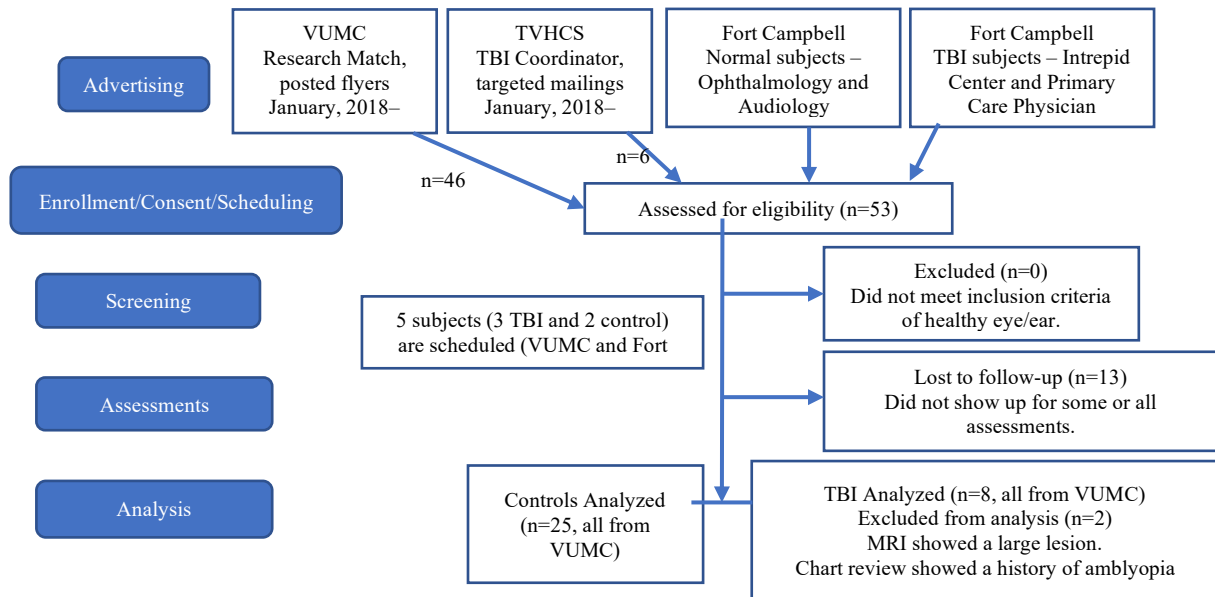 Advertising
VUMC
Research Match,
posted flyers
January, 2018–
TVHCS
TBI Coordinator,
targeted mailings
January, 2018–
Fort Campbell
Normal subjects –
Ophthalmology and
Audiology
Fort Campbell
TBI subjects – Intrepid
Center and Primary
Care Physician
n=46
n=6
Enrollment/Consent/Scheduling
Assessed for eligibility (n=53)
Screening
5 subjects (3 TBI and 2 control)
are scheduled (VUMC and Fort
Excluded (n=0)
Did not meet inclusion criteria
of healthy eye/ear.
Assessments
Lost to follow-up (n=13)
Did not show up for some or all
assessments.
Analysis
Controls Analyzed
(n=25, all from
VUMC)
TBI Analyzed (n=8, all from VUMC)
Excluded from analysis (n=2)
MRI showed a large lesion.
Chart review showed a history of amblyopia